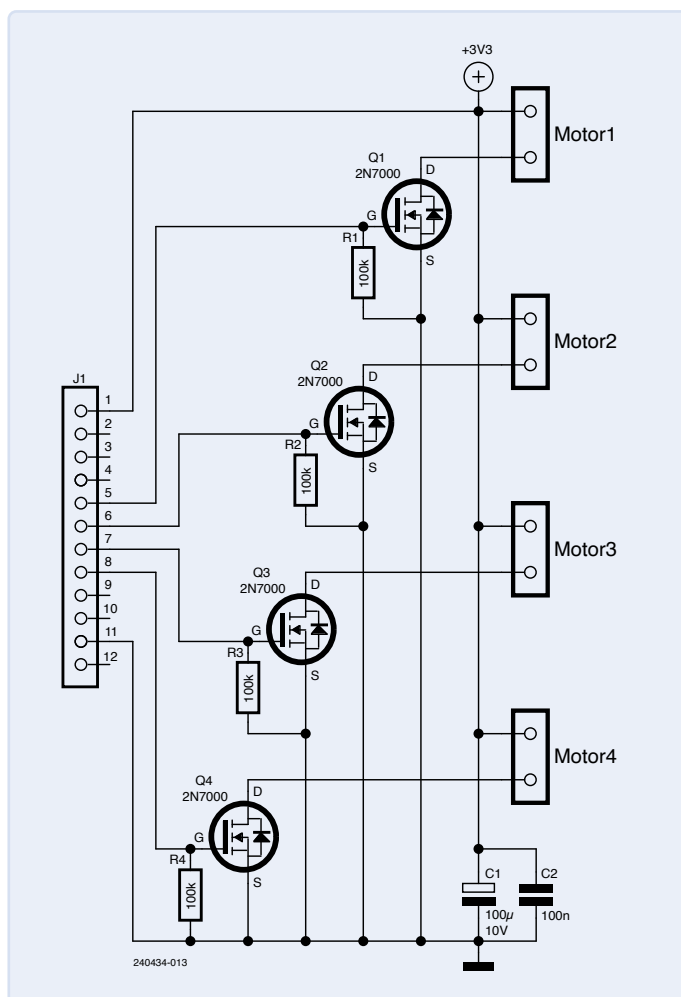 +3V3
Motor1
Q1
2N7000
D
G
S
R1
100k
Motor2
Q2
2N7000
D
G
S
R2
100k
J1
1
2
3
4
5
6
7
8
9
10
11
12
Motor3
Q3
2N7000
D
G
S
R3
100k
Motor4
Q4
2N7000
D
G
S
R4
100k
C1
100µ
10V
C2
100n
240434-013